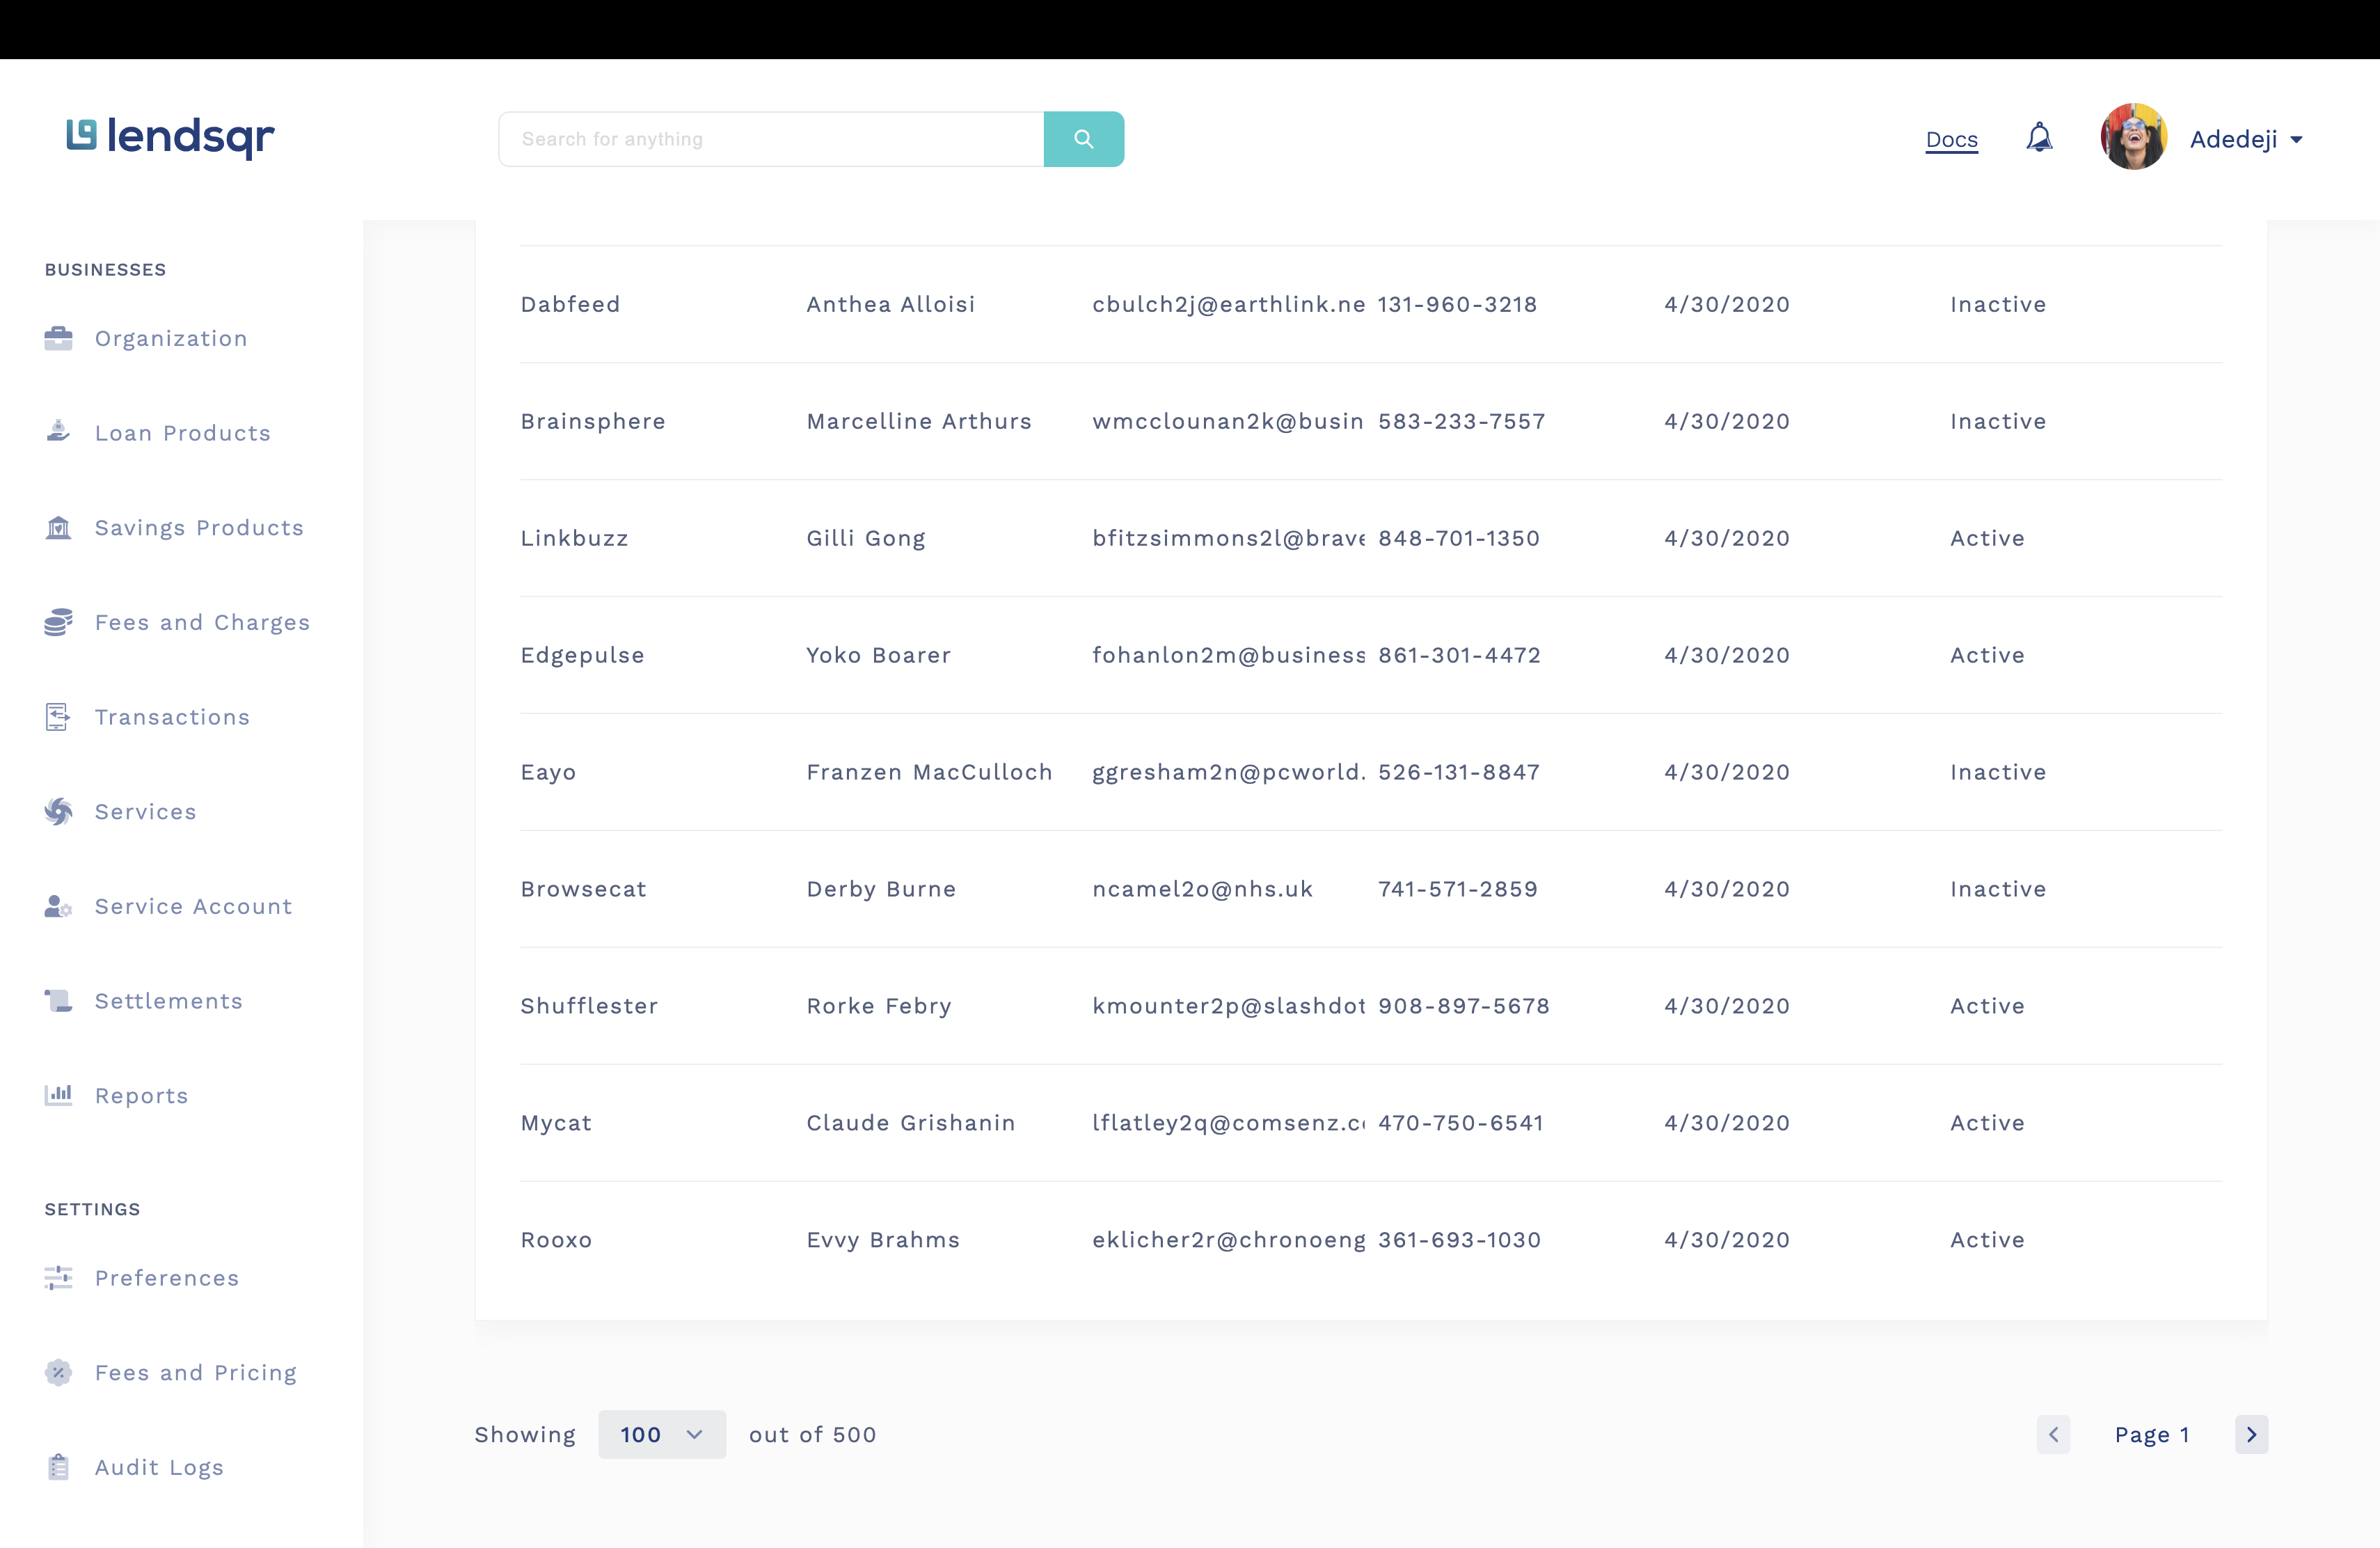 lendsqr
Search for anything
Docs
Adedeji
BUSINESSES
Organization
Loan Products
Savings Products
Fees and Charges
Transactions
Services
Service Account
Settlements
Reports
SETTINGS
Preferences
Fees and Pricing
Audit Logs
Dabfeed Anthea Alloisi cbulch2j@earthlink.ne 131-960-3218 4/30/2020 Inactive
Brainsphere Marcelline Arthurs wmcclounan2k@busin 583-233-7557 4/30/2020 Inactive
Linkbuzz Gilli Gong bfitzsimmons2l@brave 848-701-1350 4/30/2020 Active
Edgepulse Yoko Boarer fohanlon2m@business 861-301-4472 4/30/2020 Active
Eayo Franzen MacCulloch ggresham2n@pcworld. 526-131-8847 4/30/2020 Inactive
Browsecat Derby Burne ncamel2o@nhs.uk 741-571-2859 4/30/2020 Inactive
Shufflester Rorke Febry kmounter2p@slashdot 908-897-5678 4/30/2020 Active
Mycat Claude Grishanin lflatley2q@comsenz.c 470-750-6541 4/30/2020 Active
Rooxo Evvy Brahms eklicher2r@chronoeng 361-693-1030 4/30/2020 Active
Showing 100 out of 500
Page 1